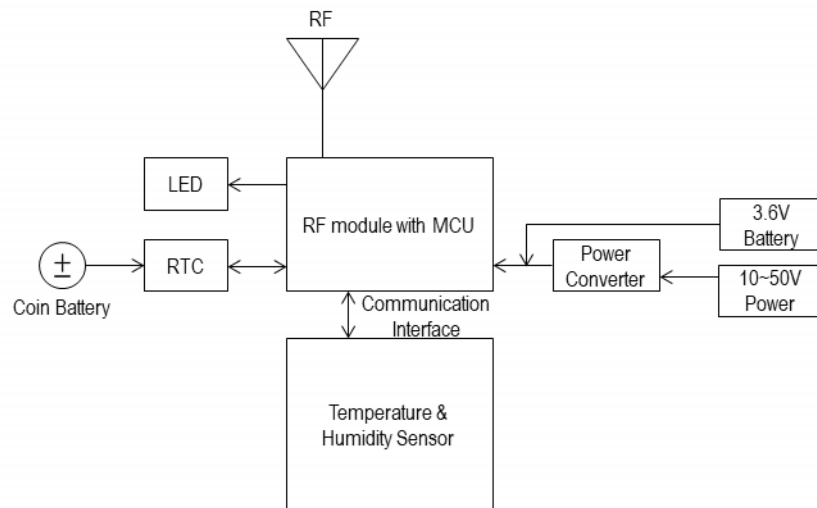 RF
LED
RF module with MCU
3.6V
Battery
±
RTC
Power
Converter
10~50V
Power
Coin Battery
Communication
Interface
Temperature &
Humidity Sensor